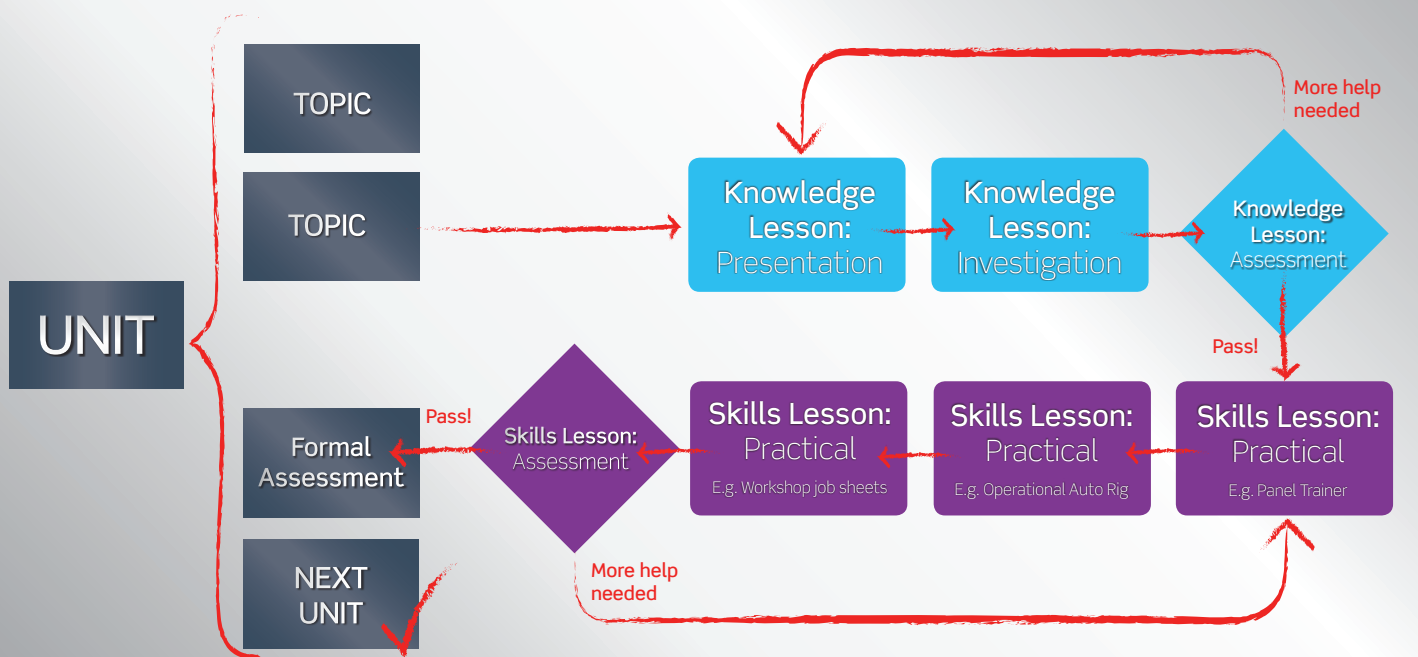 UNIT
TOPIC
TOPIC
Knowledge
Lesson:
Presentation
Knowledge
Lesson:
Investigation
Knowledge
Lesson:
Assessment
More help
needed
Pass!
Skills Lesson:
Practical
E.g. Panel Trainer
Skills Lesson:
Practical
E.g. Operational Auto Rig
Skills Lesson:
Practical
E.g. Workshop job sheets
Skills Lesson:
Assessment
More help
needed
Pass!
Formal
Assessment
NEXT
UNIT